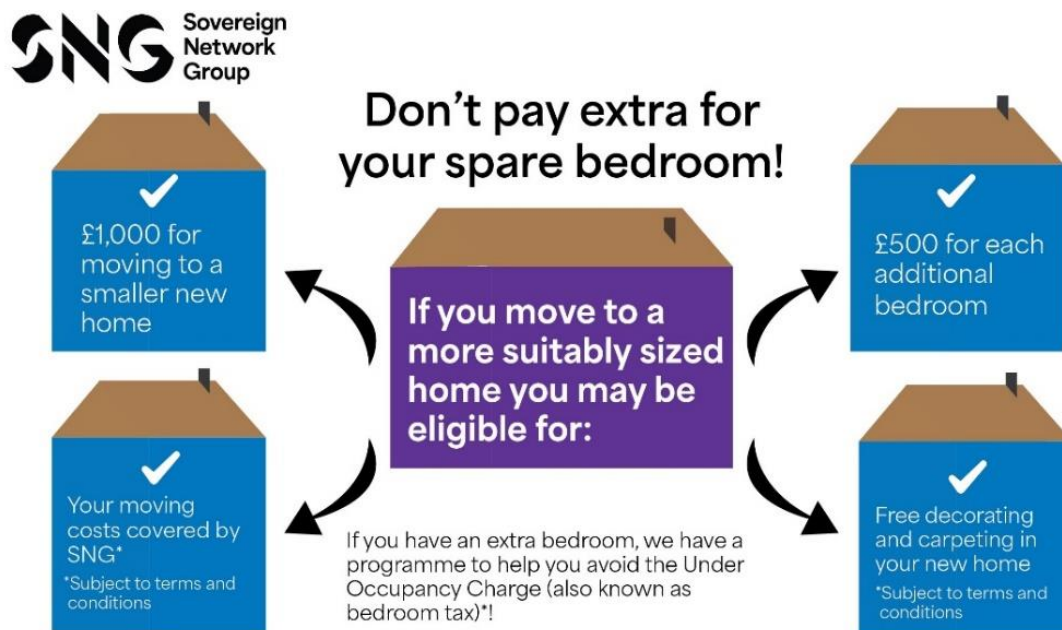 SNG
Sovereign
Network
Group
Don't pay extra for
your spare bedroom!
£1,000 for
moving to a
smaller new
home
£500 for each
additional
bedroom
If you move to a
more suitably sized
home you may be
eligible for:
Your moving
costs covered by
SNG*
*Subject to terms and
conditions
If you have an extra bedroom, we have a
programme to help you avoid the Under
Occupancy Charge (also known as
bedroom tax)*!
Free decorating
and carpeting in
your new home
*Subject to terms and
conditions